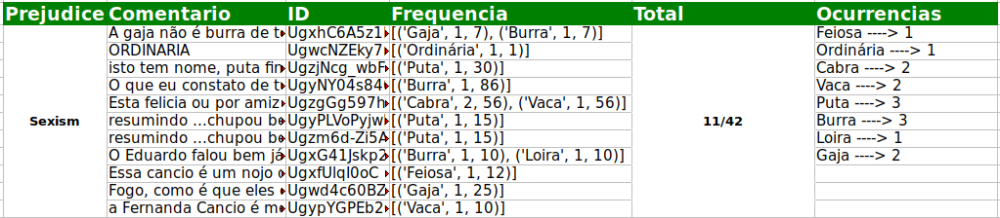 Prejudice Comentario ID Frequencia Total Ocurrencias
A gaja não é burra de t UgxhC6A5z1 [('Gaja', 1, 7), ('Burra', 1, 7)] Feiosa ----> 1
ORDINARIA UgwcNZEky7 [('Ordinária', 1, 1)] Ordinária ----> 1
isto tem nome, puta fin UgzjNcg_wbF [('Puta', 1, 30)] Cabra ----> 2
O que eu constato de t UgyNY04s84 [('Burra', 1, 86)] Vaca ----> 2
Esta felicia ou por amiz UgzgGg597h [('Cabra', 2, 56), ('Vaca', 1, 56)] Puta ----> 3
Sexism resumindo ...chupou be UgyPLVoPyjw [('Puta', 1, 15)] 11/42 Burra ----> 3
resumindo ...chupou be Ugzm6d-Zi5A [('Puta', 1, 15)] Loira ----> 1
O Eduardo falou bem já UgxG41Jskp2 [('Burra', 1, 10), ('Loira', 1, 10)] Gaja ----> 2
Essa cancio é um nojo UgxfUlqI0oC [('Feiosa', 1, 12)]
Fogo, como é que eles Ugwd4c60BZ [('Gaja', 1, 25)]
a Fernanda Cancio é m UgypYGPEb2 [('Vaca', 1, 10)]